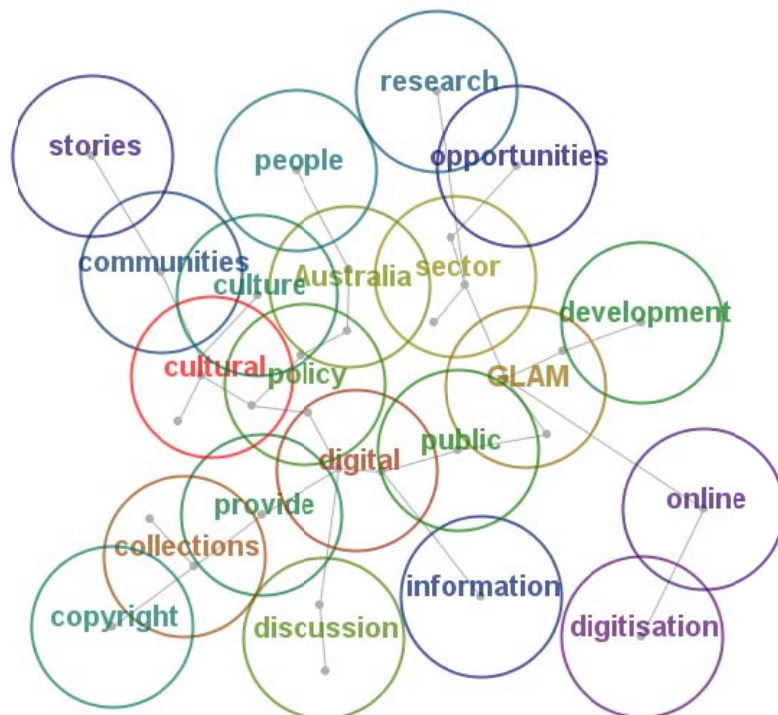 research
stories
people
opportunities
communities
culture
Australia
sector
development
cultural
policy
GLAM
public
digital
provide
online
collections
information
copyright
discussion
digitisation